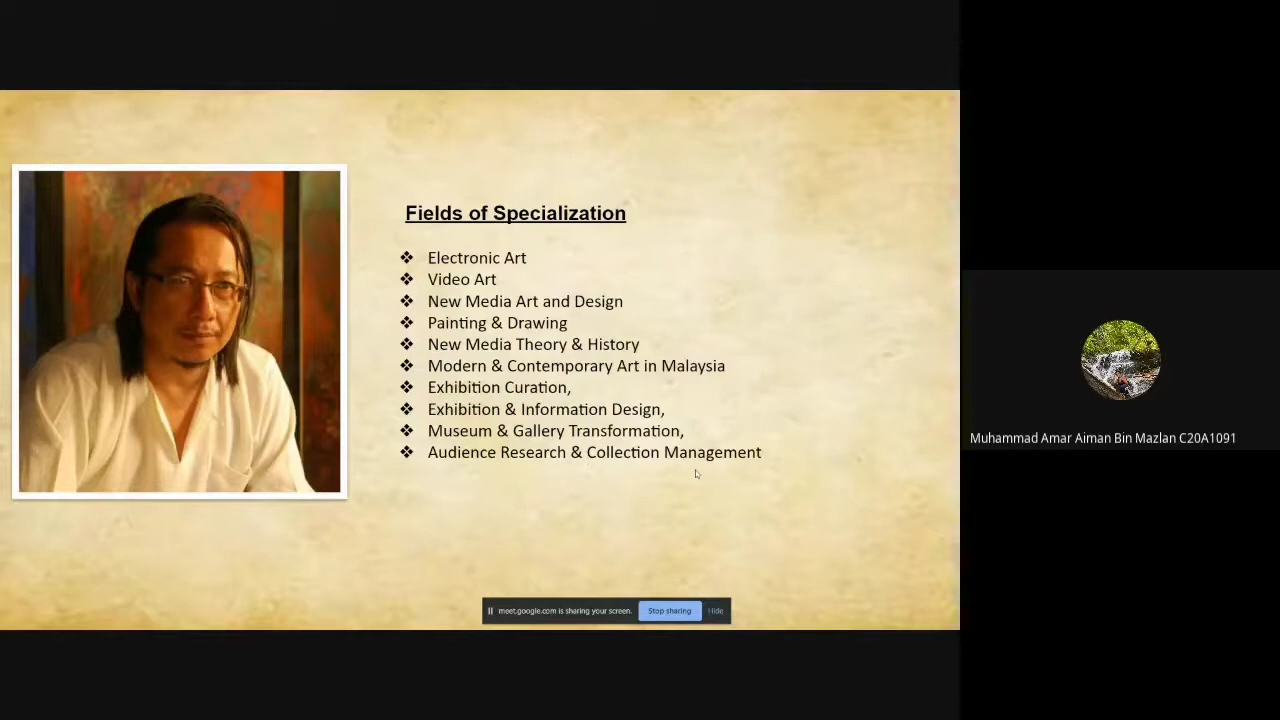 Fields of Specialization
❖ Electronic Art
❖ Video Art
❖ New Media Art and Design
❖ Painting & Drawing
❖ New Media Theory & History
❖ Modern & Contemporary Art in Malaysia
❖ Exhibition Curation,
❖ Exhibition & Information Design,
❖ Museum & Gallery Transformation,
❖ Audience Research & Collection Management
meet.google.com is sharing your screen. Stop sharing Hide
Muhammad Amar Aiman Bin Mazlan C20A1091